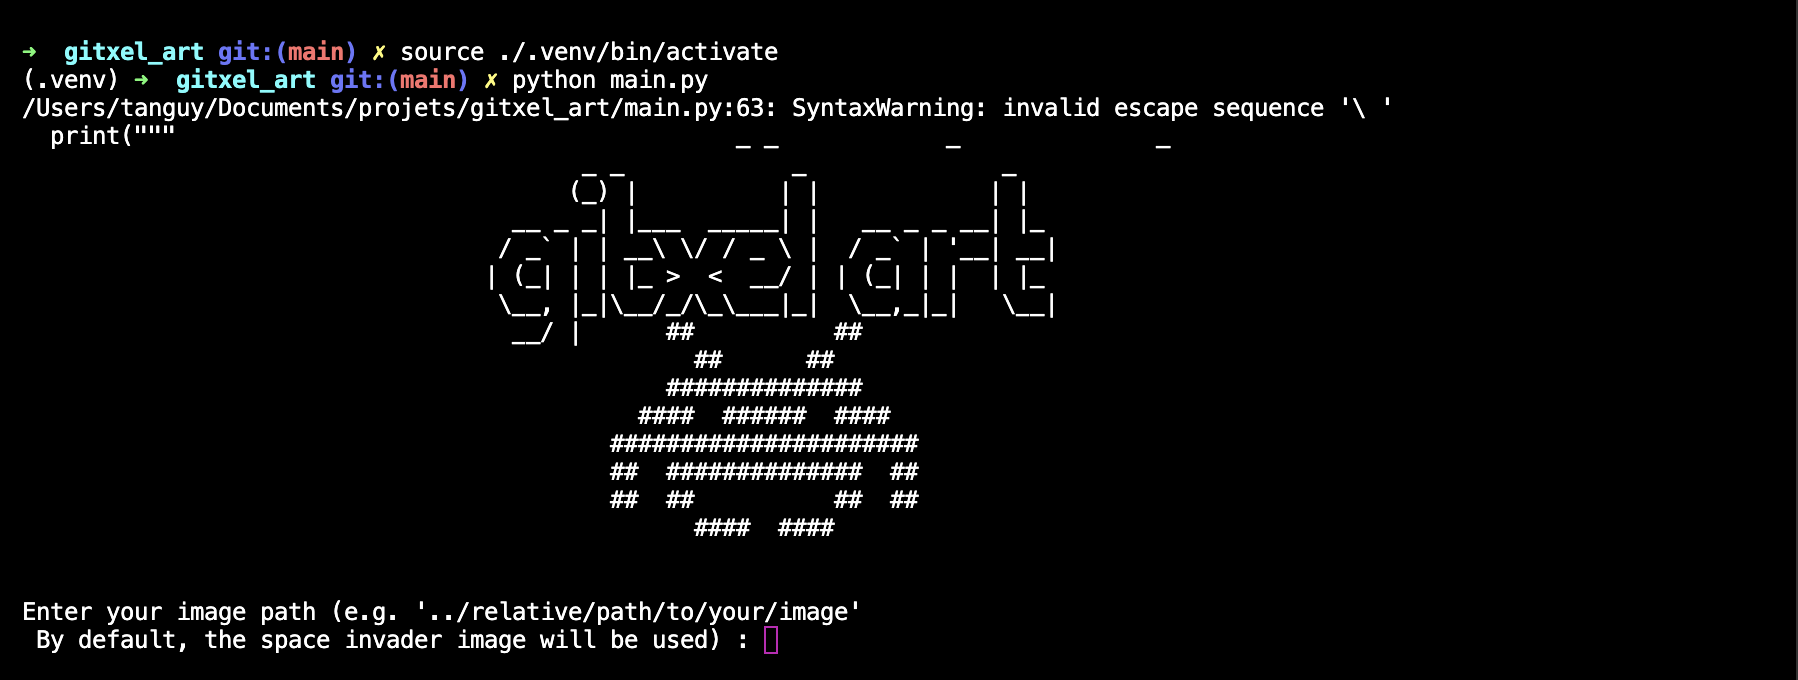 ➜  gitxel_art git:(main) ✗ source ./.venv/bin/activate
(.venv) ➜  gitxel_art git:(main) ✗ python main.py
/Users/tanguy/Documents/projets/gitxel_art/main.py:63: SyntaxWarning: invalid escape sequence '\ '
  print("""                                        _ _            _              _
                                        _ _            _              _
                                       (_) |          | |            | |
                                   __ _ _| |___  _____| |   __ _ _ __| |_
                                  / _` | | __\ \/ / _ \ |  / _` | '__| __|
                                 | (_| | | |_ >  <  __/ | | (_| | |  | |_
                                  \__, |_|\__/_/\_\___|_|  \__,_|_|   \__|
                                   __/ |      ##          ##
                                                ##      ##
                                              ##############
                                            ####  ######  ####
                                          ######################
                                          ##  ##############  ##
                                          ##  ##          ##  ##
                                                ####  ####
Enter your image path (e.g. '../relative/path/to/your/image'
 By default, the space invader image will be used) :